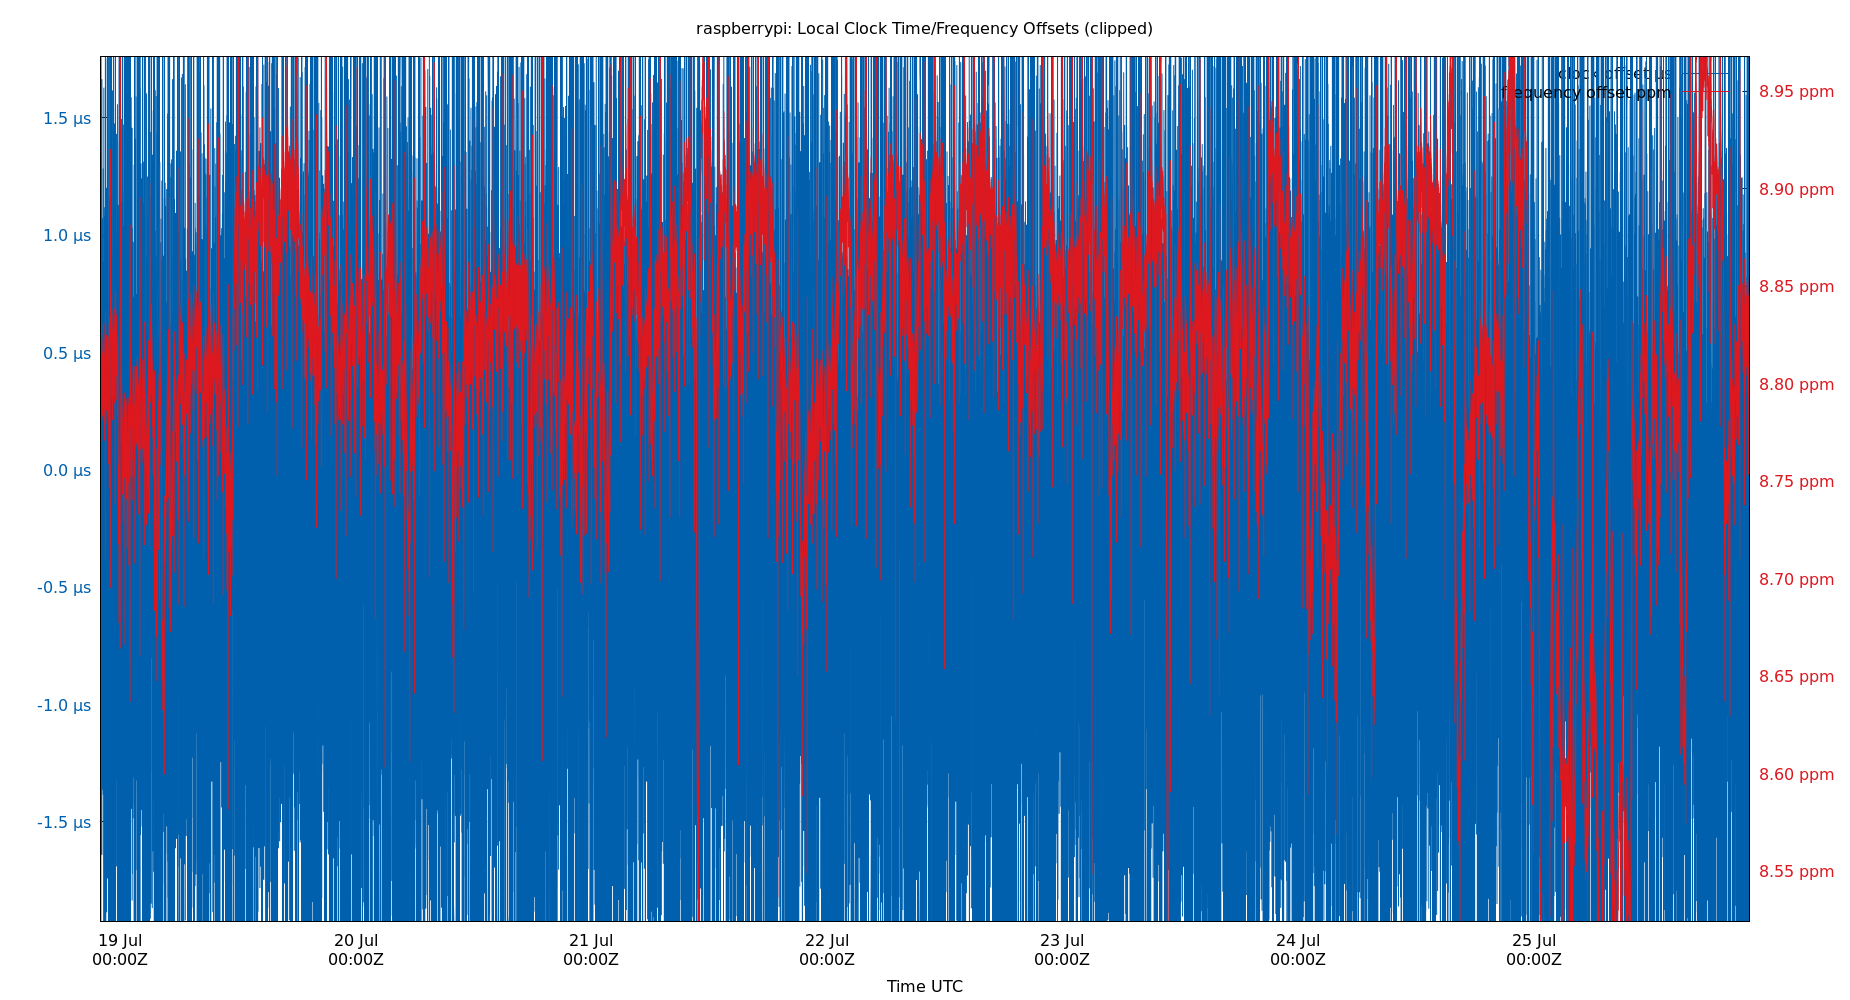 raspberrypi: Local Clock Time/Frequency Offsets (clipped)
clock offset µs
frequency offset ppm
1.5 µs
1.0 µs
0.5 µs
0.0 µs
-0.5 µs
-1.0 µs
-1.5 µs
8.95 ppm
8.90 ppm
8.85 ppm
8.80 ppm
8.75 ppm
8.70 ppm
8.65 ppm
8.60 ppm
8.55 ppm
19 Jul 20 Jul 21 Jul 22 Jul 23 Jul 24 Jul 25 Jul
00:00Z 00:00Z 00:00Z 00:00Z 00:00Z 00:00Z 00:00Z
Time UTC